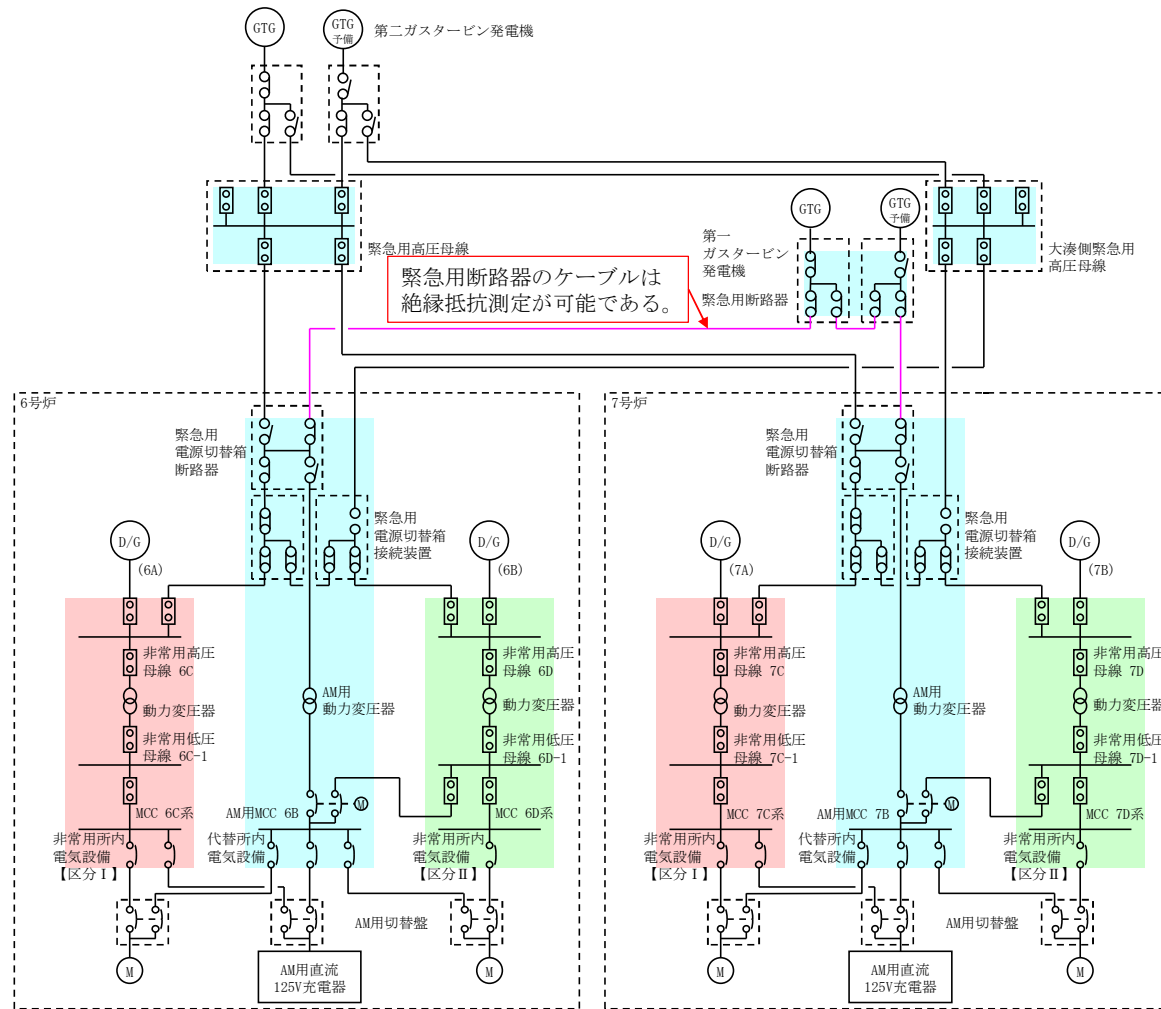 GTG
GTG
予備
第二ガスタービン発電機
緊急用高圧母線
緊急用断路器のケーブルは
絶縁抵抗測定が可能である。
第一
ガスタービン
発電機
緊急用断路器
GTG
GTG
予備
大湊側緊急用
高圧母線
6号炉
緊急用
電源切替箱
断路器
緊急用
電源切替箱
接続装置
D/G
(6A)
D/G
(6B)
非常用高圧
母線 6C
動力変圧器
非常用低圧
母線 6C-1
MCC 6C系
非常用所内
電気設備
【区分Ⅰ】
AM用
動力変圧器
M
AM用MCC 6B
代替所内
電気設備
非常用高圧
母線 6D
動力変圧器
非常用低圧
母線 6D-1
MCC 6D系
非常用所内
電気設備
【区分Ⅱ】
AM用切替盤
M
AM用直流
125V充電器
M
7号炉
緊急用
電源切替箱
断路器
緊急用
電源切替箱
接続装置
D/G
(7A)
D/G
(7B)
非常用高圧
母線 7C
動力変圧器
非常用低圧
母線 7C-1
MCC 7C系
非常用所内
電気設備
【区分Ⅰ】
AM用
動力変圧器
M
AM用MCC 7B
代替所内
電気設備
非常用高圧
母線 7D
動力変圧器
非常用低圧
母線 7D-1
MCC 7D系
非常用所内
電気設備
【区分Ⅱ】
AM用切替盤
M
AM用直流
125V充電器
M